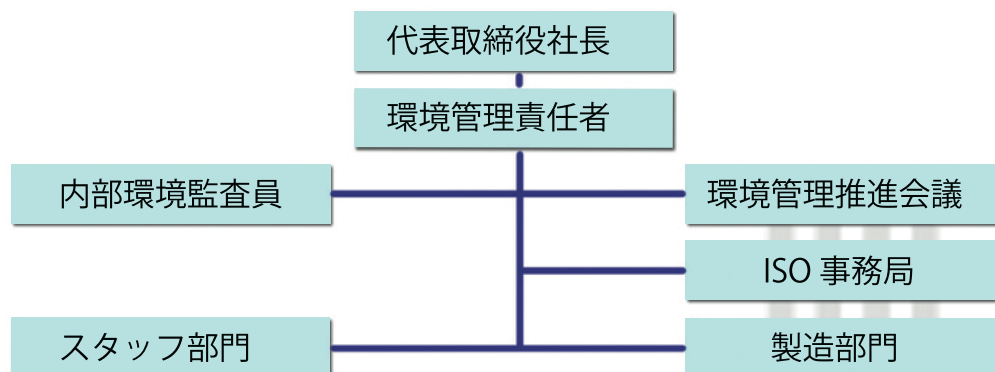 代表取締役社長
環境管理責任者
内部環境監査員
環境管理推進会議
ISO 事務局
スタッフ部門
製造部門